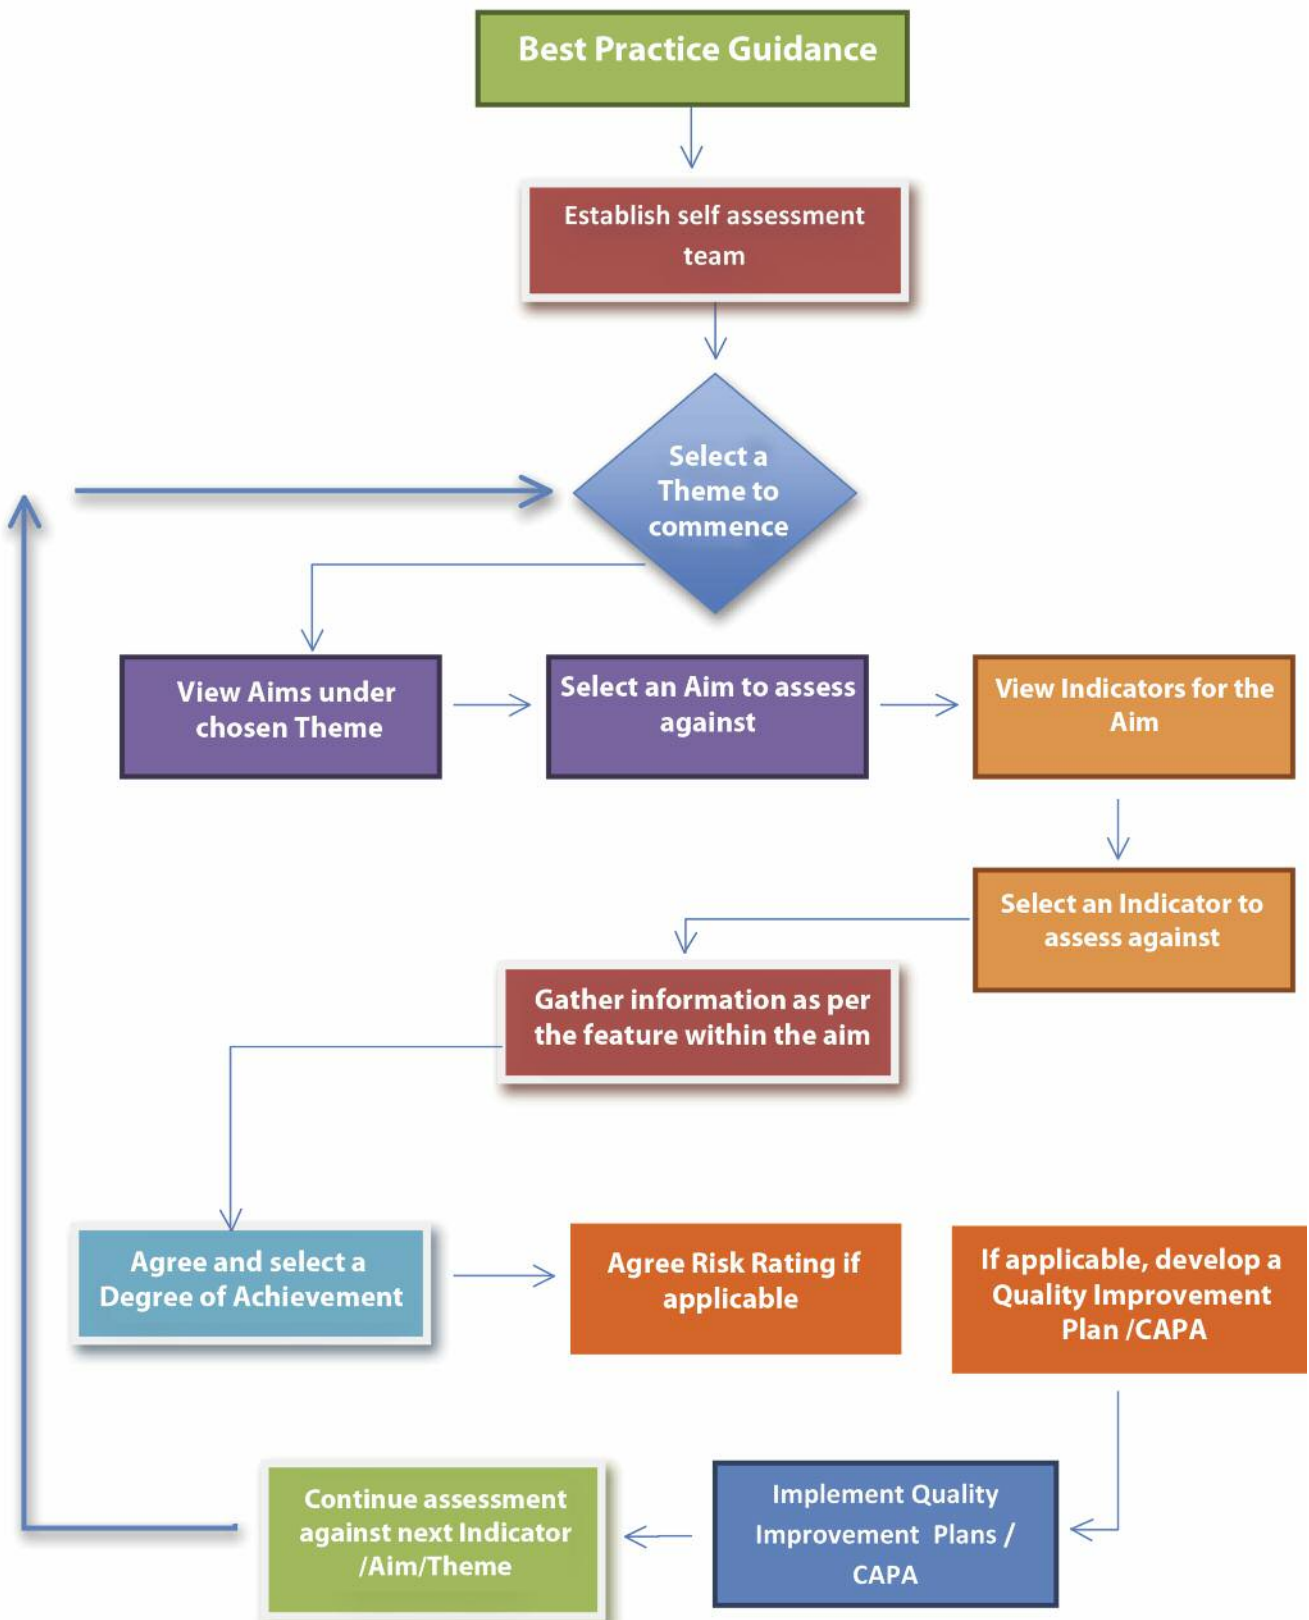 Best Practice Guidance
Establish self assessment
team
Select a
Theme to
commence
View Aims under
chosen Theme
Select an Aim to assess
against
View Indicators for the
Aim
Select an Indicator to
assess against
Gather information as per
the feature within the aim
Agree and select a
Degree of Achievement
Agree Risk Rating if
applicable
If applicable, develop a
Quality Improvement
Plan /CAPA
Implement Quality
Improvement Plans /
CAPA
Continue assessment
against next Indicator
/Aim/Theme